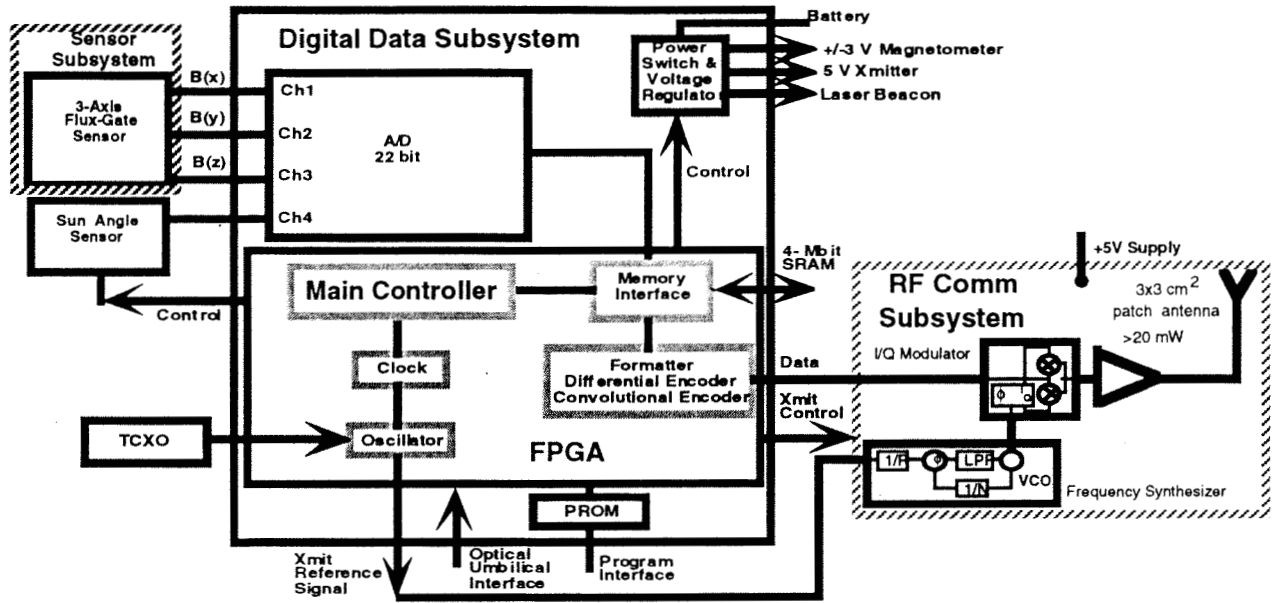 Sensor
Subsystem
3-Axle
Flux-Gate
Sensor
B(x)
B(y)
B(z)
Sun Angle
Sensor
Control
TCXO
Digital Data Subsystem
Ch1
Ch2
Ch3
Ch4
A/D
22 bit
Power
Switch &
Voltage
Regulator
Battery
+/-3 V Magnetometer
5 V Xmitter
Laser Beacon
Control
Main Controller
Memory
Interface
4- Mbit
SRAM
Clock
Formatter
Differential Encoder
Convolutional Encoder
Oscillator
FPGA
PROM
Data
Xmit
Control
Xmit
Reference
Signal
Optical
Umbilical
Interface
Program
Interface
+5V Supply
RF Comm
Subsystem
3x3 cm2
patch antenna
>20 mW
I/Q Modulator
1/N
VCO
Frequency Synthesizer